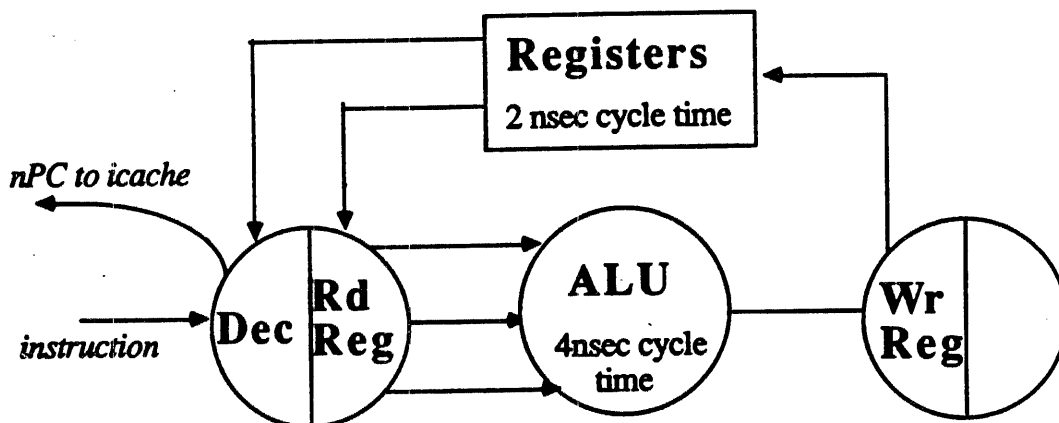 Registers
2 nsec cycle time
nPC to icache
instruction
Dec
Rd
Reg
ALU
4nsec cycle
time
Wr
Reg